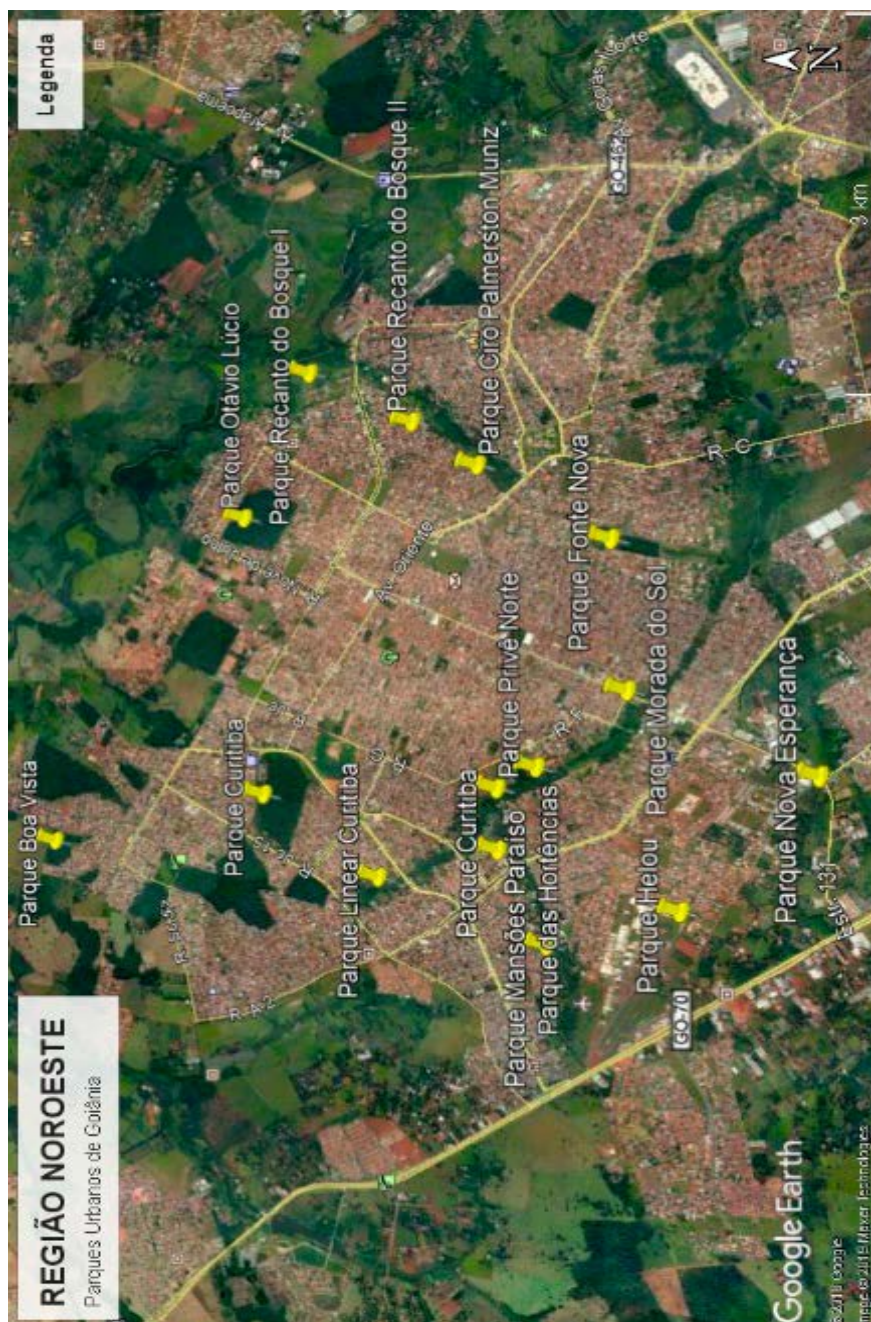 REGIÃO NOROESTE
Parques Urbanos de Goiânia
Legenda
Parque Boa Vista
Parque Otávio Lúcio
Parque Recanto do Bosque I
Parque Curitiba
Parque Recanto do Bosque II
Parque Linear Curitiba
Parque Ciro Palmerston Muniz
Av. Oriente
Parque Curitiba
Parque Privê Norte
Parque Mansões Paraíso
Parque das Hortências
Parque Fonte Nova
Parque Morada do Sol
Parque Heloú
Parque Nova Esperança
GO-462
GO-70
R. A-2
R. F
N
3 km
Google Earth